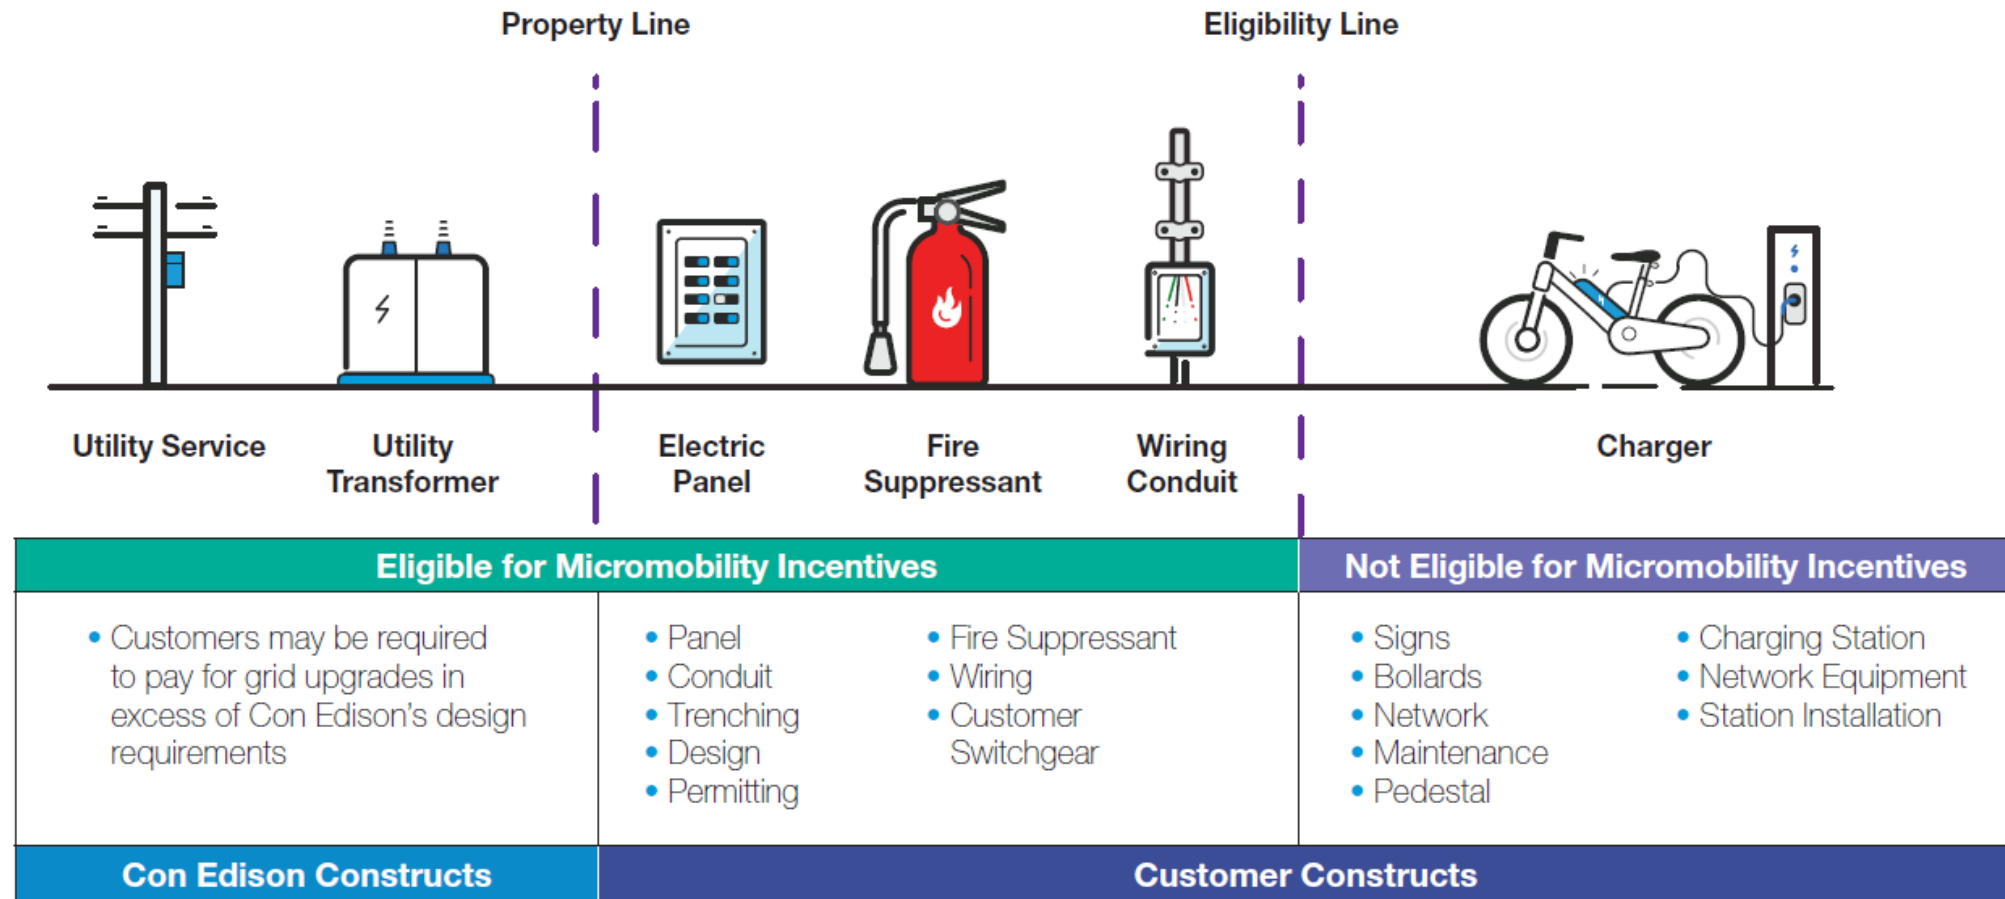 Property Line
Eligibility Line
Utility Service
Utility
Transformer
Electric
Panel
Fire
Suppressant
Wiring
Conduit
Charger
Eligible for Micromobility Incentives
Not Eligible for Micromobility Incentives
• Customers may be required
to pay for grid upgrades in
excess of Con Edison's design
requirements
• Panel
• Conduit
• Trenching
• Design
• Permitting
• Fire Suppressant
• Wiring
• Customer
Switchgear
• Signs
• Bollards
• Network
• Maintenance
• Pedestal
• Charging Station
• Network Equipment
• Station Installation
Con Edison Constructs
Customer Constructs